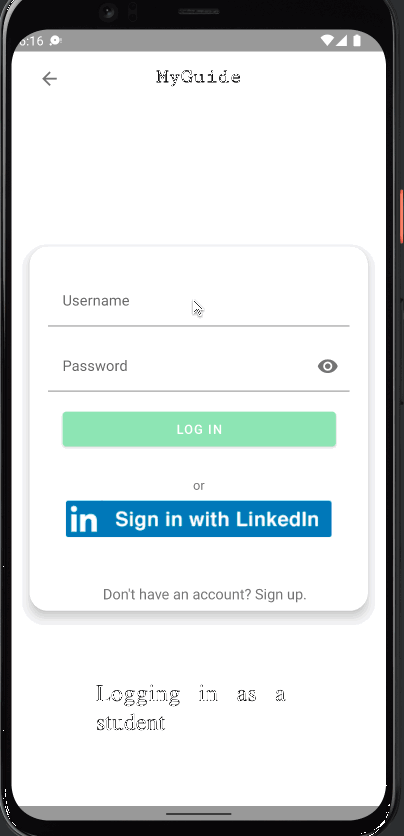 6:16
MyGuide
Username
Password
LOG IN
or
in Sign in with LinkedIn
Don't have an account? Sign up.
Logging in as a
student